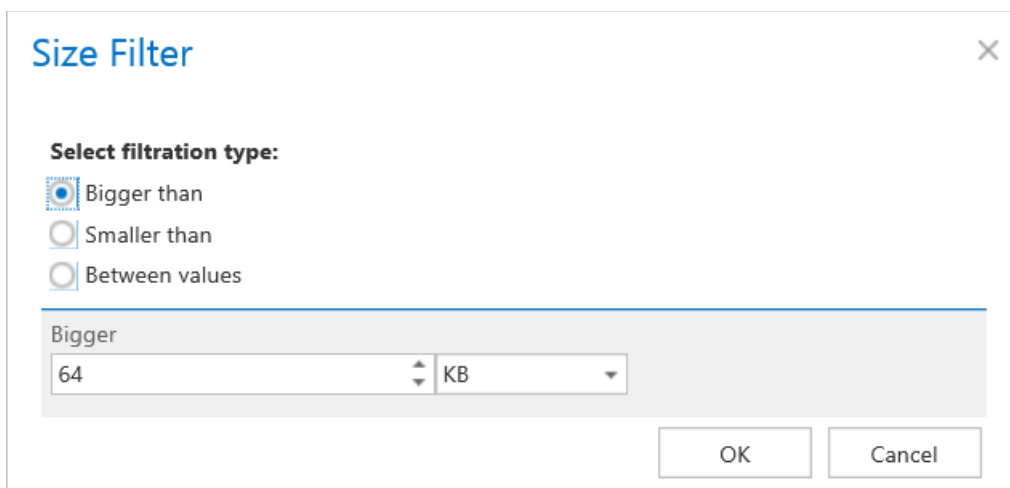 Size Filter
Select filtration type:
Bigger than
Smaller than
Between values
Bigger
64 KB
OK Cancel